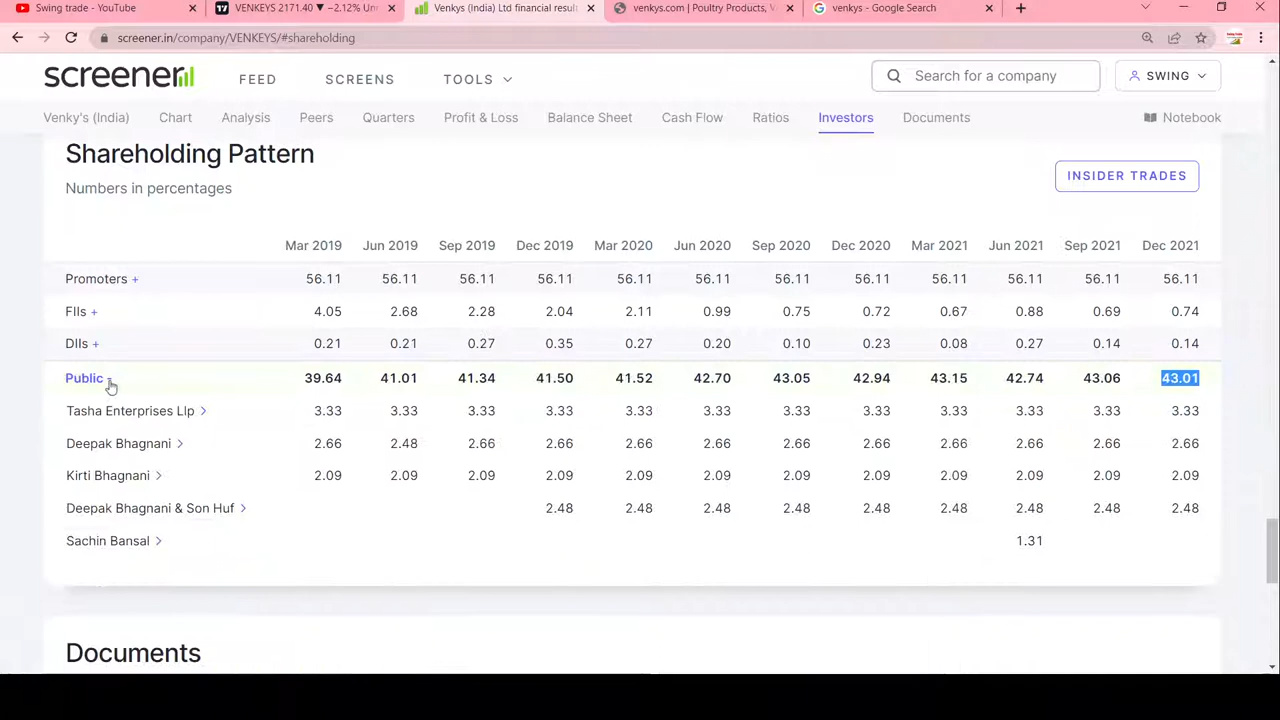 Swing trade - YouTube
VENKEYS 2171.40 ▼ −2.12% Un
Venkys (India) Ltd financial result
venkys.com | Poultry Products, V
venkys - Google Search
screener.in/company/VENKEYS/#shareholding
screener
FEED
SCREENS
TOOLS
Search for a company
SWING
Venky's (India)
Chart
Analysis
Peers
Quarters
Profit & Loss
Balance Sheet
Cash Flow
Ratios
Investors
Documents
Notebook
Shareholding Pattern
INSIDER TRADES
Numbers in percentages
Mar 2019 Jun 2019 Sep 2019 Dec 2019 Mar 2020 Jun 2020 Sep 2020 Dec 2020 Mar 2021 Jun 2021 Sep 2021 Dec 2021
Promoters + 56.11 56.11 56.11 56.11 56.11 56.11 56.11 56.11 56.11 56.11 56.11 56.11
FIIs + 4.05 2.68 2.28 2.04 2.11 0.99 0.75 0.72 0.67 0.88 0.69 0.74
DIIs + 0.21 0.21 0.27 0.35 0.27 0.20 0.10 0.23 0.08 0.27 0.14 0.14
Public - 39.64 41.01 41.34 41.50 41.52 42.70 43.05 42.94 43.15 42.74 43.06 43.01
Tasha Enterprises Llp > 3.33 3.33 3.33 3.33 3.33 3.33 3.33 3.33 3.33 3.33 3.33 3.33
Deepak Bhagnani > 2.66 2.48 2.66 2.66 2.66 2.66 2.66 2.66 2.66 2.66 2.66 2.66
Kirti Bhagnani > 2.09 2.09 2.09 2.09 2.09 2.09 2.09 2.09 2.09 2.09 2.09 2.09
Deepak Bhagnani & Son Huf > 2.48 2.48 2.48 2.48 2.48 2.48 2.48 2.48 2.48
Sachin Bansal > 1.31
Documents